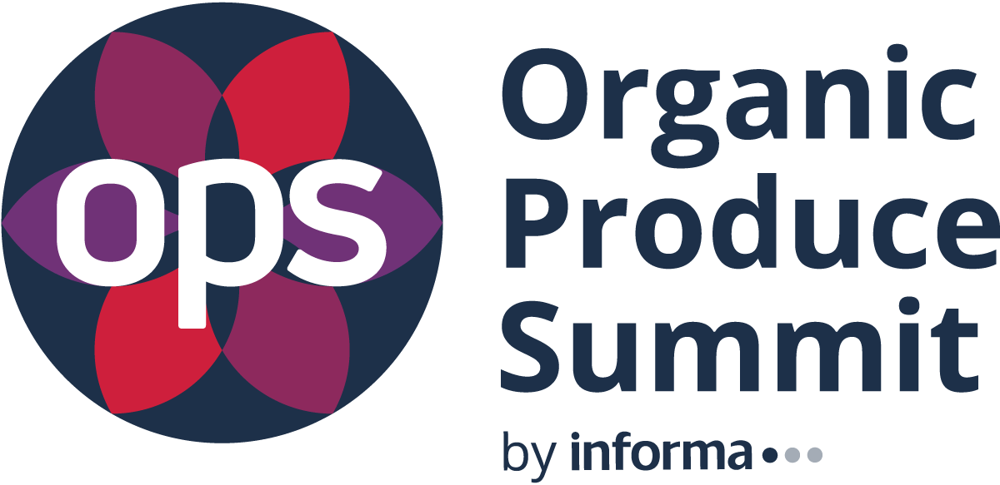 ops
Organic
Produce
Summit
by informa